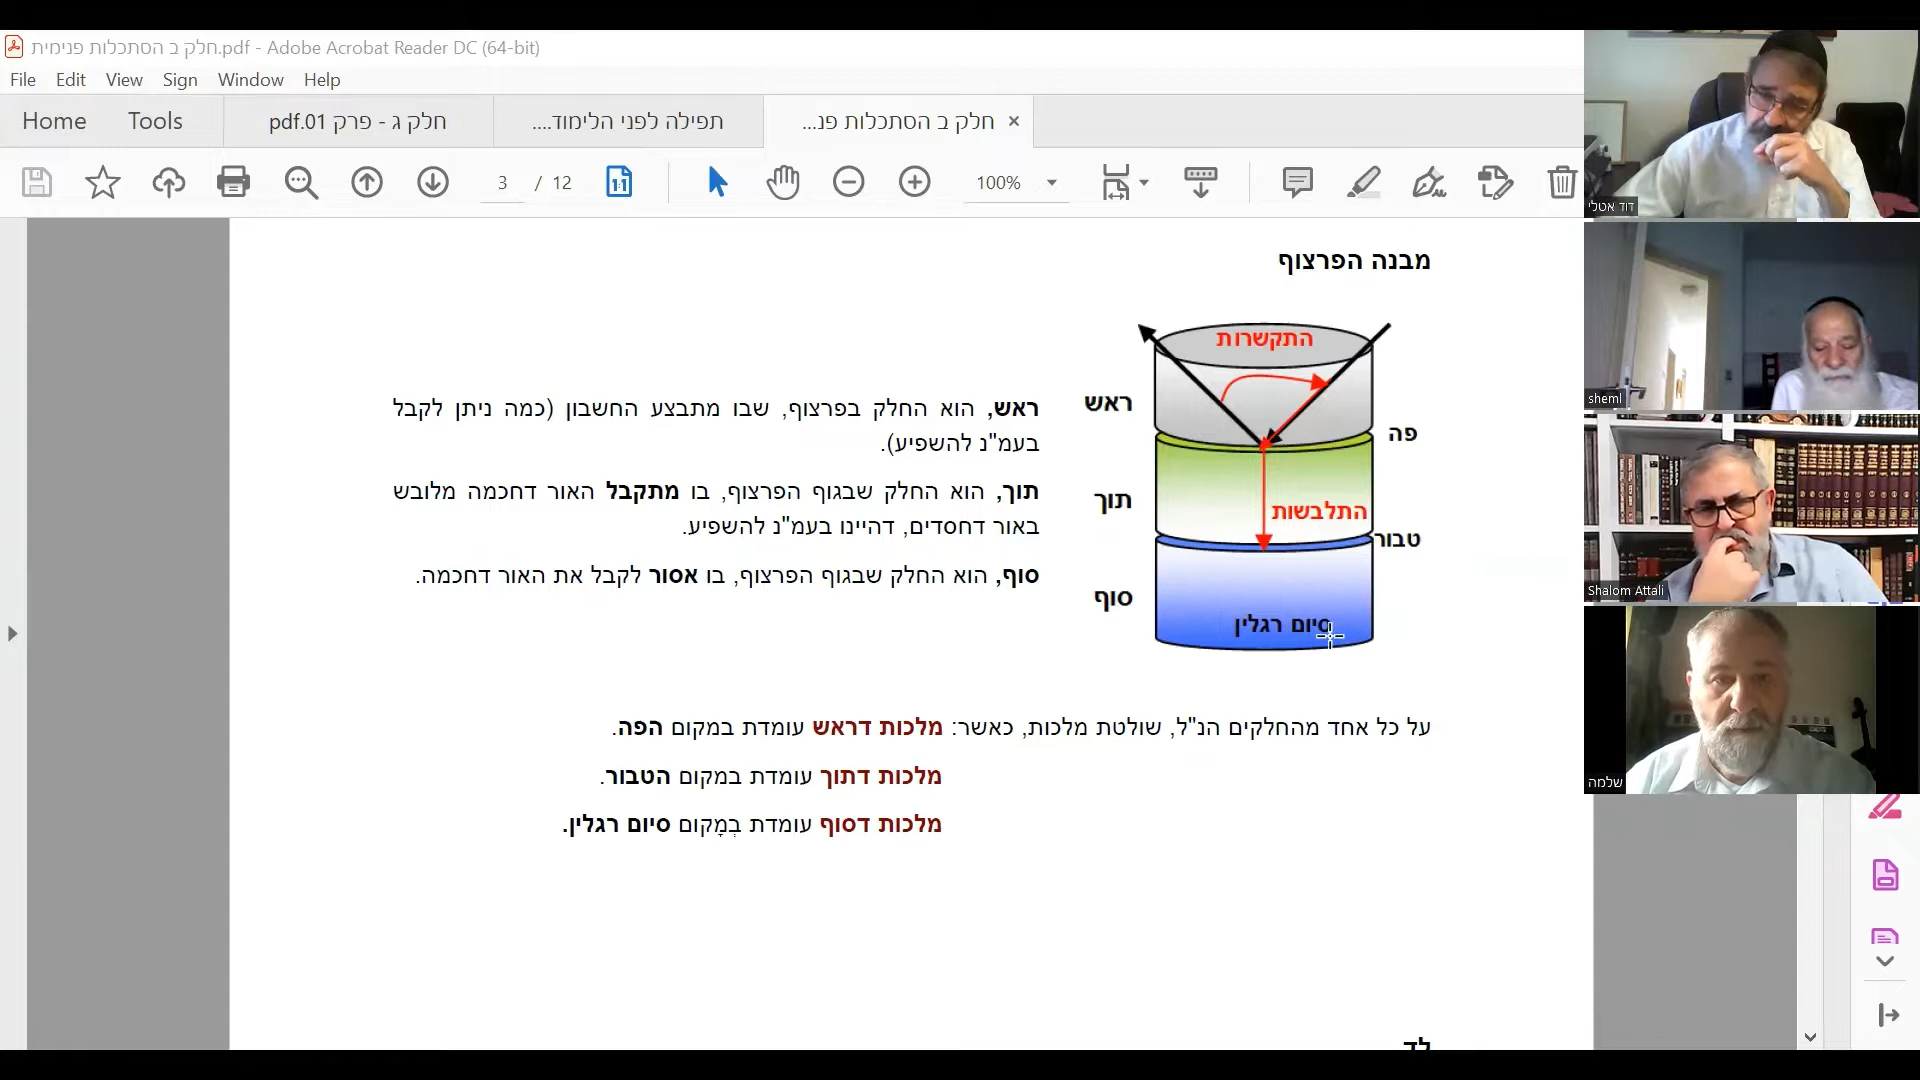 חלק ב הסתכלות פנימית.pdf - Adobe Acrobat Reader DC (64-bit)
File Edit View Sign Window Help
Home Tools חלק ג - פרק 01.pdf תפילה לפני הלימוד.... חלק ב הסתכלות פנ...
3 / 12 1:1 100%
מבנה הפרצוף
התקשרות
ראש
פה
תוך
התלבשות
טבור
סוף
סיום רגלין
ראש, הוא החלק בפרצוף, שבו מתבצע החשבון (כמה ניתן לקבל
בעמ"נ להשפיע).
תוך, הוא החלק שבגוף הפרצוף, בו מתקבל האור דחכמה מלובש
באור דחסדים, דהיינו בעמ"נ להשפיע.
סוף, הוא החלק שבגוף הפרצוף, בו אסור לקבל את האור דחכמה.
על כל אחד מהחלקים הנ"ל, שולטת מלכות, כאשר: מלכות דראש עומדת במקום הפה.
מלכות דתוך עומדת במקום הטבור.
מלכות דסוף עומדת בְמָקום סיום רגלין.
לד
דוד אטלי
sheml
Shalom Attali
שלמה